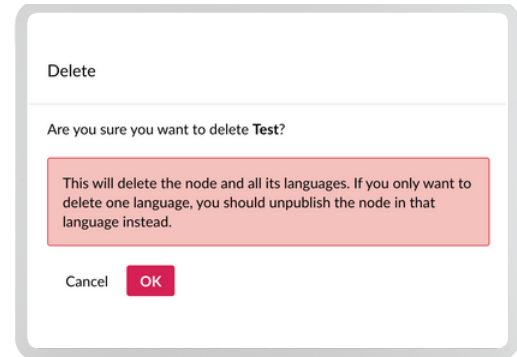 Delete
Are you sure you want to delete Test?
This will delete the node and all its languages. If you only want to
delete one language, you should unpublish the node in that
language instead.
Cancel OK